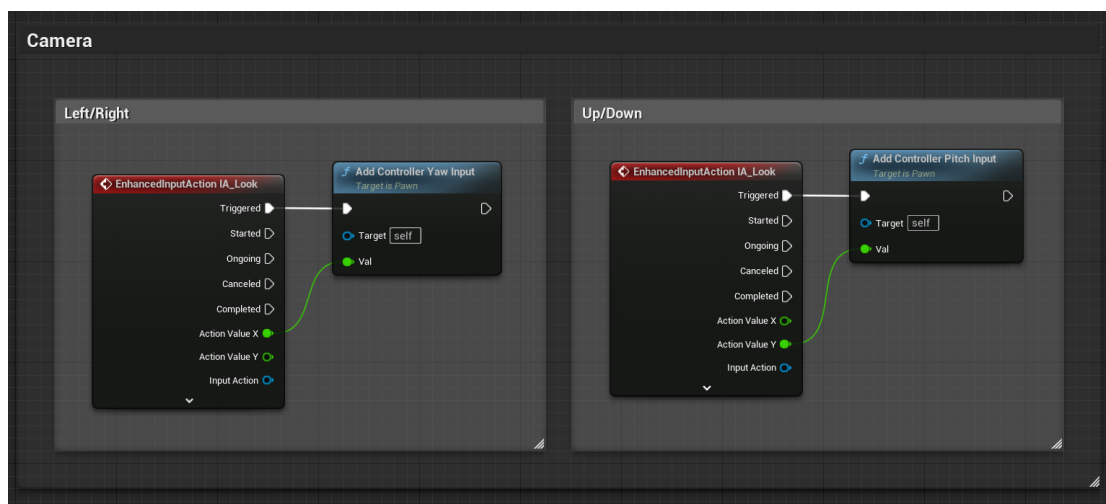 Camera
Left/Right
EnhancedInputAction IA_Look
Triggered
Started
Ongoing
Canceled
Completed
Action Value X
Action Value Y
Input Action
f Add Controller Yaw Input
Target is Pawn
Target self
Val
Up/Down
EnhancedInputAction IA_Look
Triggered
Started
Ongoing
Canceled
Completed
Action Value X
Action Value Y
Input Action
f Add Controller Pitch Input
Target is Pawn
Target self
Val